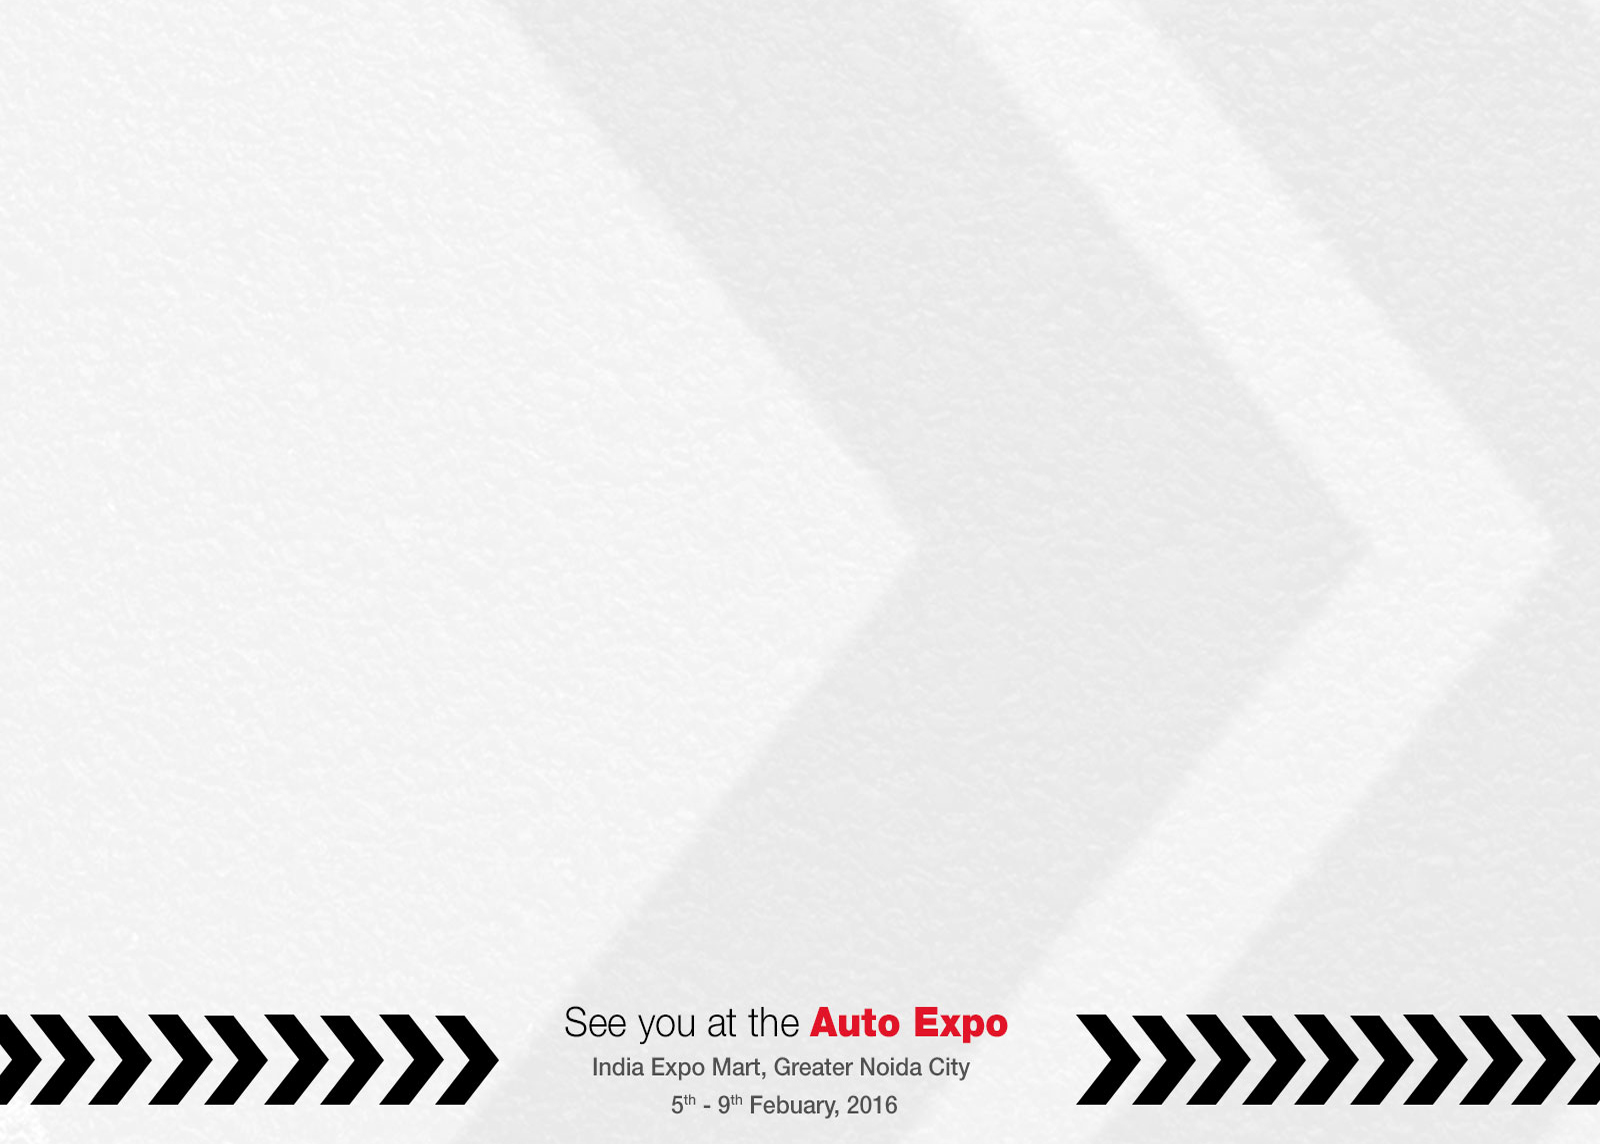 See you at the Auto Expo
India Expo Mart, Greater Noida City
5th - 9th Febuary, 2016